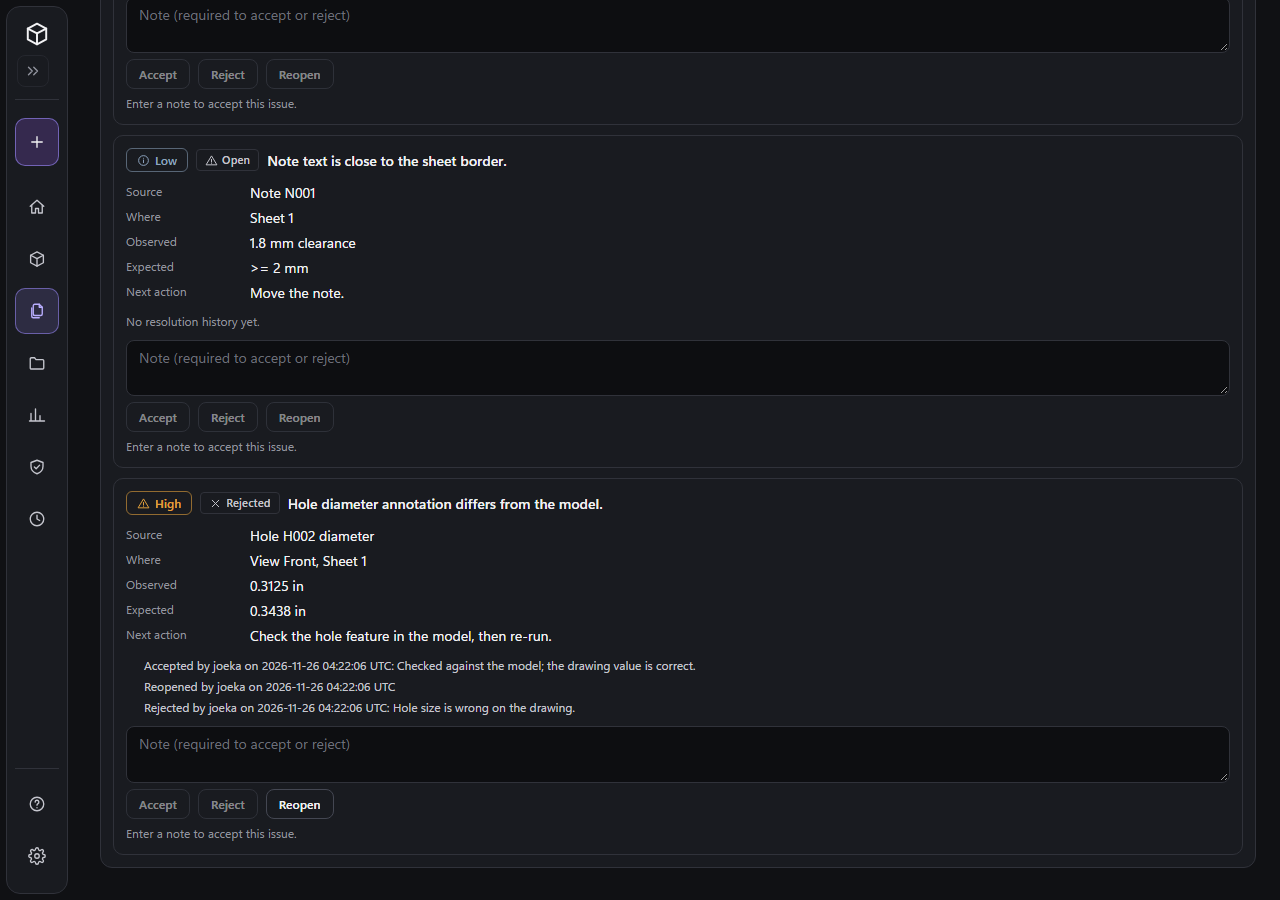 Note (required to accept or reject)
Accept Reject Reopen
Enter a note to accept this issue.
Low Open Note text is close to the sheet border.
Source Note N001
Where Sheet 1
Observed 1.8 mm clearance
Expected >= 2 mm
Next action Move the note.
No resolution history yet.
Note (required to accept or reject)
Accept Reject Reopen
Enter a note to accept this issue.
High Rejected Hole diameter annotation differs from the model.
Source Hole H002 diameter
Where View Front, Sheet 1
Observed 0.3125 in
Expected 0.3438 in
Next action Check the hole feature in the model, then re-run.
Accepted by joeka on 2026-11-26 04:22:06 UTC: Checked against the model; the drawing value is correct.
Reopened by joeka on 2026-11-26 04:22:06 UTC
Rejected by joeka on 2026-11-26 04:22:06 UTC: Hole size is wrong on the drawing.
Note (required to accept or reject)
Accept Reject Reopen
Enter a note to accept this issue.